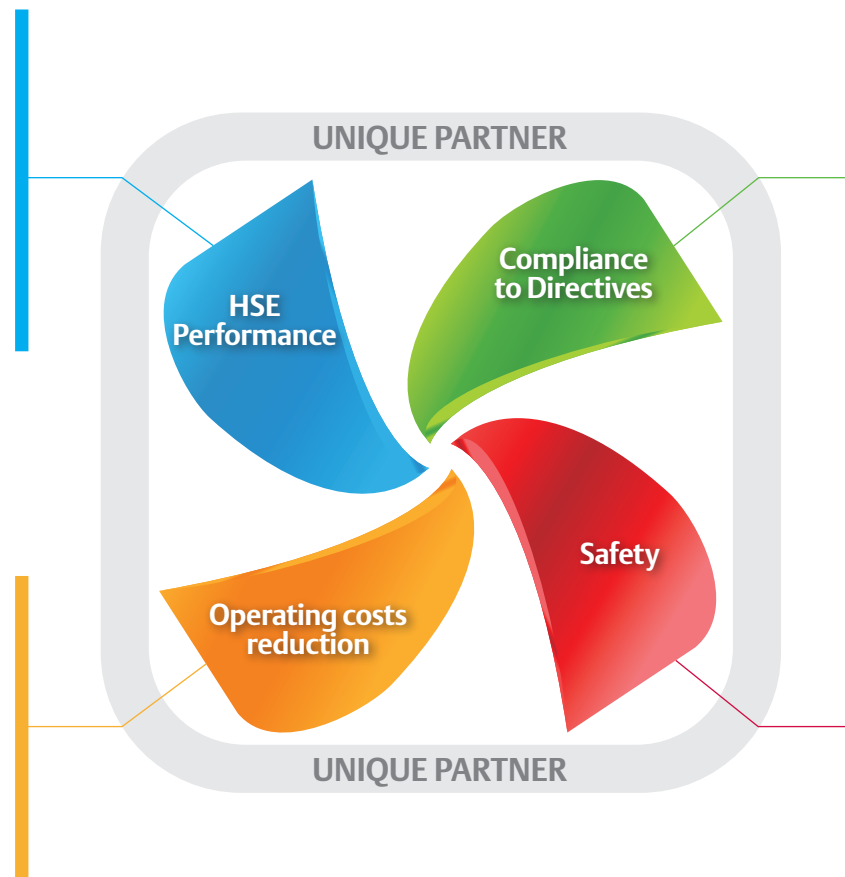 UNIQUE PARTNER
HSE
Performance
Compliance
to Directives
Operating costs
reduction
Safety
UNIQUE PARTNER